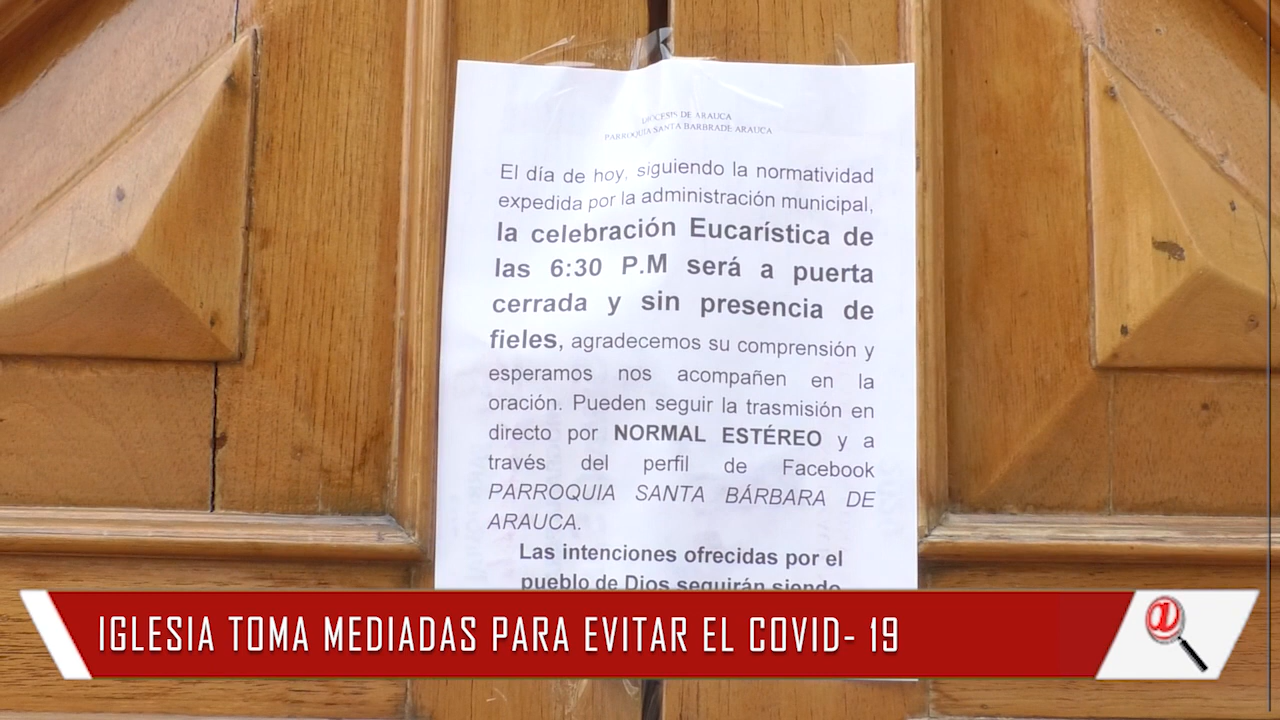 DIÓCESIS DE ARAUCA
PARROQUIA SANTA BARBRADE ARAUCA
El día de hoy, siguiendo la normatividad
expedida por la administración municipal,
la celebración Eucarística de
las 6:30 P.M será a puerta
cerrada y sin presencia de
fieles, agradecemos su comprensión y
esperamos nos acompañen en la
oración. Pueden seguir la trasmisión en
directo por NORMAL ESTÉREO y a
través del perfil de Facebook
PARROQUIA SANTA BÁRBARA DE
ARAUCA.
Las intenciones ofrecidas por el
pueblo de Dios seguirán siendo
IGLESIA TOMA MEDIADAS PARA EVITAR EL COVID- 19
@